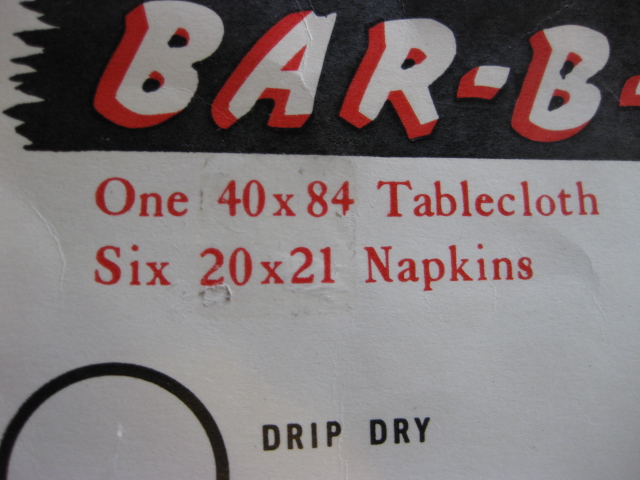 BAR-B-
One 40x84 Tablecloth
Six 20x21 Napkins
DRIP DRY